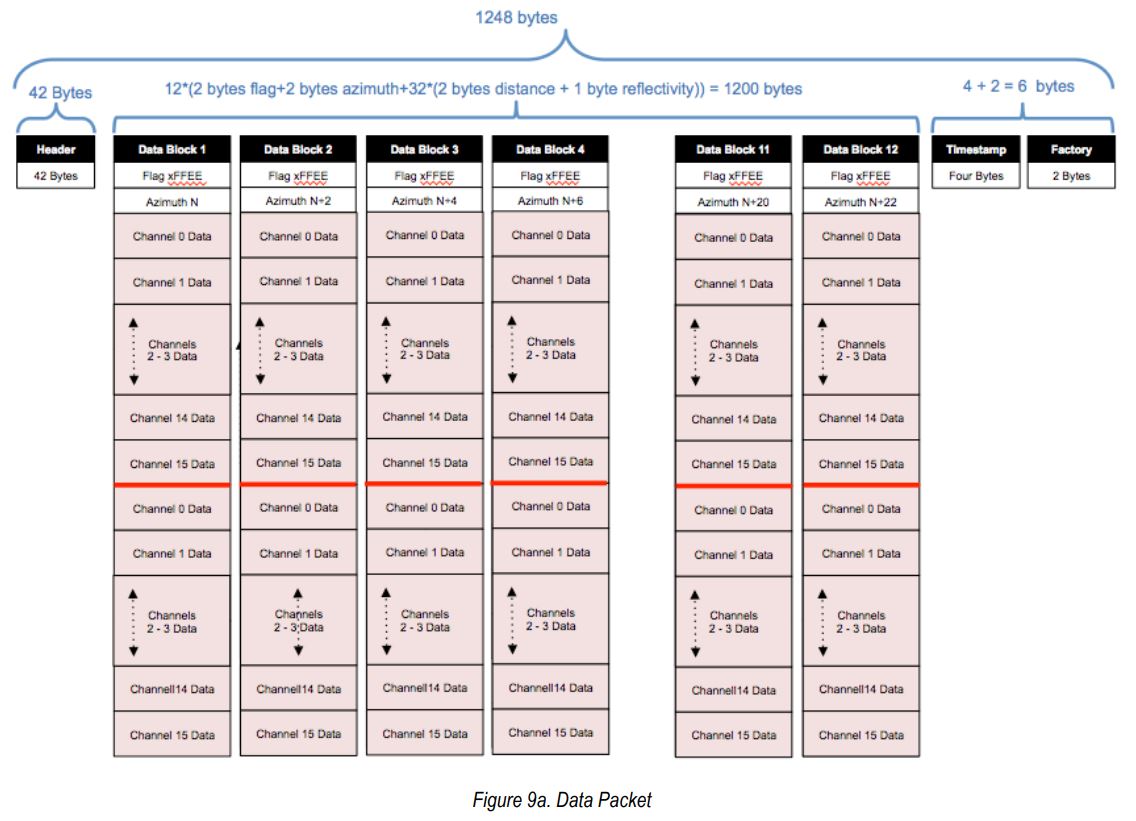 1248 bytes
42 Bytes
12*(2 bytes flag+2 bytes azimuth+32*(2 bytes distance + 1 byte reflectivity)) = 1200 bytes
4 + 2 = 6 bytes
Header
42 Bytes
Data Block 1
Flag xFFEE
Azimuth N
Channel 0 Data
Channel 1 Data
Channels
2 - 3 Data
Channel 14 Data
Channel 15 Data
Channel 0 Data
Channel 1 Data
Channels
2 - 3 Data
Channell14 Data
Channel 15 Data
Data Block 2
Flag xFFEE
Azimuth N+2
Channel 0 Data
Channel 1 Data
Channels
2 - 3 Data
Channel 14 Data
Channel 15 Data
Channel 0 Data
Channel 1 Data
Channels
2 - 3 Data
Channell14 Data
Channel 15 Data
Data Block 3
Flag xFFEE
Azimuth N+4
Channel 0 Data
Channel 1 Data
Channels
2 - 3 Data
Channel 14 Data
Channel 15 Data
Channel 0 Data
Channel 1 Data
Channels
2 - 3 Data
Channell14 Data
Channel 15 Data
Data Block 4
Flag xFFEE
Azimuth N+6
Channel 0 Data
Channel 1 Data
Channels
2 - 3 Data
Channel 14 Data
Channel 15 Data
Channel 0 Data
Channel 1 Data
Channels
2 - 3 Data
Channell14 Data
Channel 15 Data
Data Block 11
Flag xFFEE
Azimuth N+20
Channel 0 Data
Channel 1 Data
Channels
2 - 3 Data
Channel 14 Data
Channel 15 Data
Channel 0 Data
Channel 1 Data
Channels
2 - 3 Data
Channell14 Data
Channel 15 Data
Data Block 12
Flag xFFEE
Azimuth N+22
Channel 0 Data
Channel 1 Data
Channels
2 - 3 Data
Channel 14 Data
Channel 15 Data
Channel 0 Data
Channel 1 Data
Channels
2 - 3 Data
Channell14 Data
Channel 15 Data
Timestamp
Four Bytes
Factory
2 Bytes
Figure 9a. Data Packet